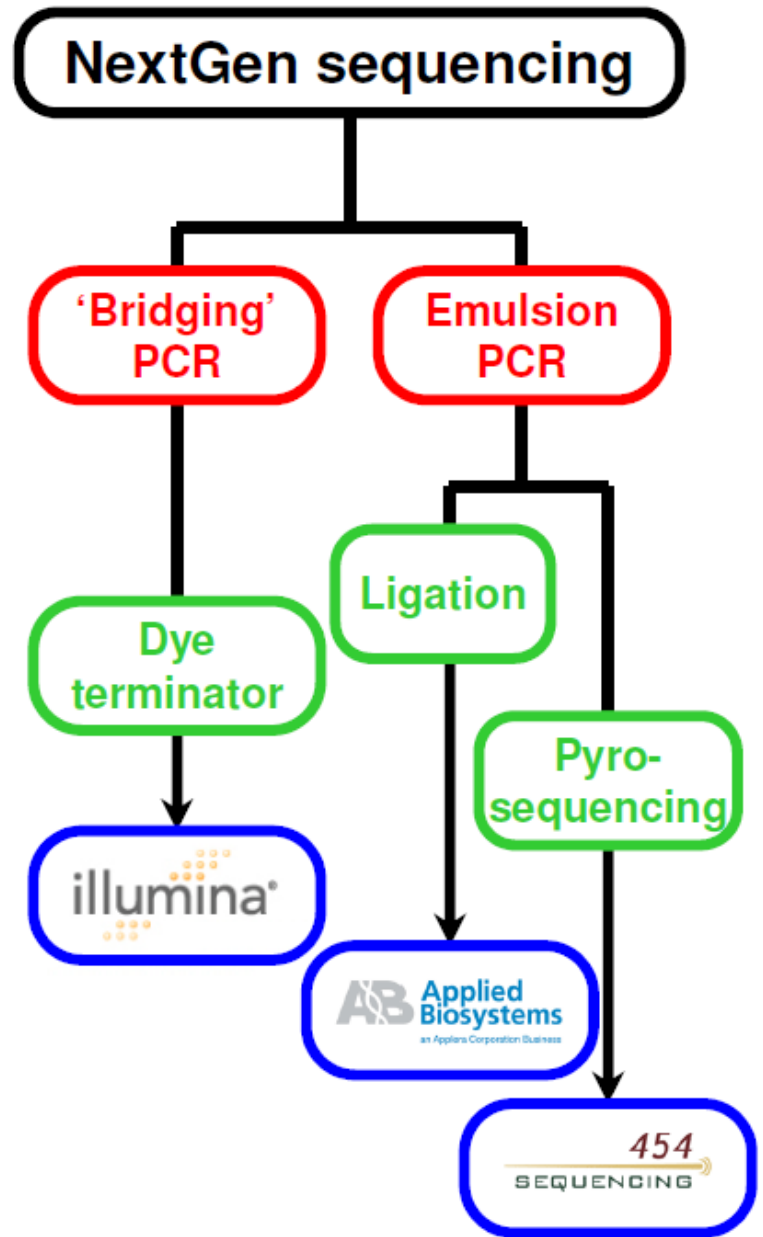 NextGen sequencing
‘Bridging’
PCR
Emulsion
PCR
Ligation
Dye
terminator
Pyro-
sequencing
illumina®
AB Applied
Biosystems
an Applera Corporation Business
454
SEQUENCING